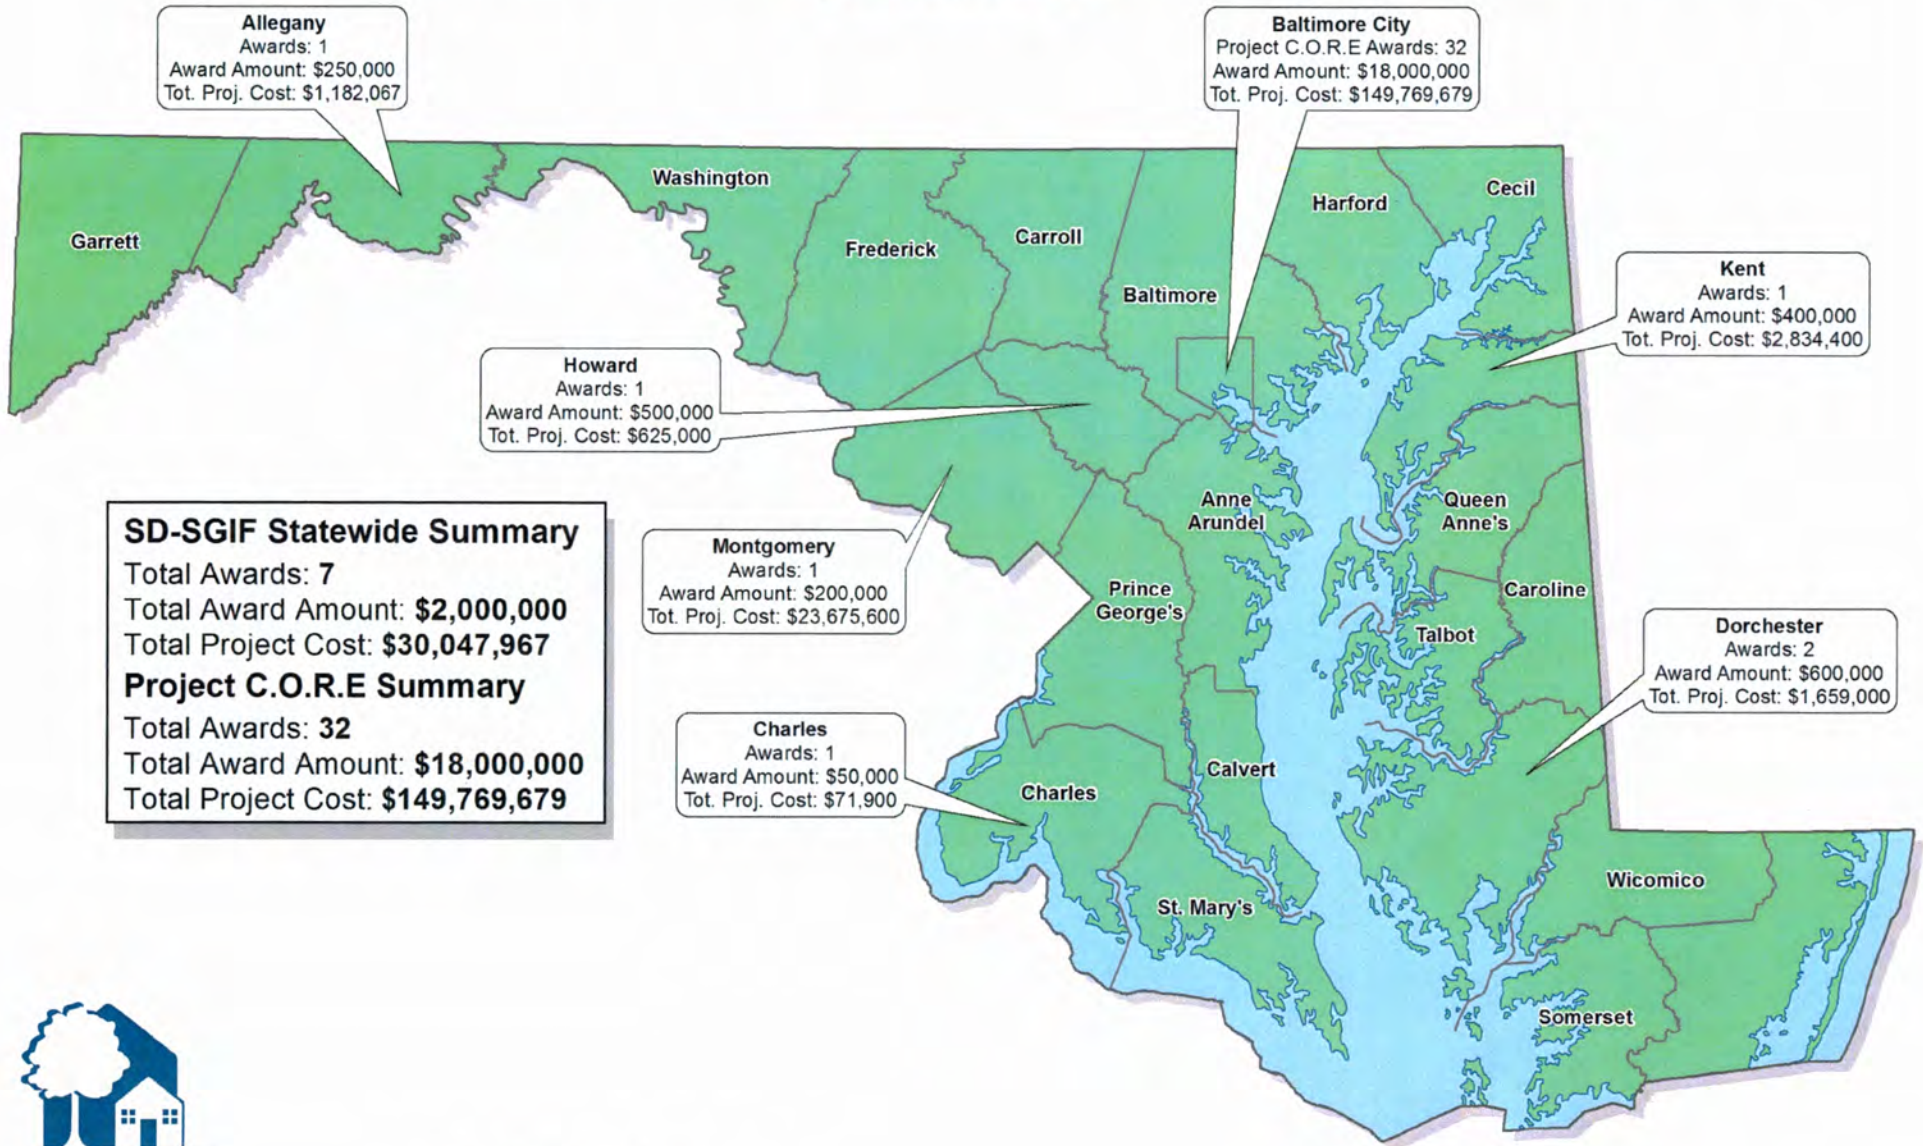 Allegany
Awards: 1
Award Amount: $250,000
Tot. Proj. Cost: $1,182,067
Baltimore City
Project C.O.R.E Awards: 32
Award Amount: $18,000,000
Tot. Proj. Cost: $149,769,679
Washington
Harford
Cecil
Garrett
Frederick
Carroll
Baltimore
Kent
Awards: 1
Award Amount: $400,000
Tot. Proj. Cost: $2,834,400
Howard
Awards: 1
Award Amount: $500,000
Tot. Proj. Cost: $625,000
Anne
Arundel
Queen
Anne's
SD-SGIF Statewide Summary
Total Awards: 7
Total Award Amount: $2,000,000
Total Project Cost: $30,047,967
Project C.O.R.E Summary
Total Awards: 32
Total Award Amount: $18,000,000
Total Project Cost: $149,769,679
Montgomery
Awards: 1
Award Amount: $200,000
Tot. Proj. Cost: $23,675,600
Prince
George's
Caroline
Talbot
Dorchester
Awards: 2
Award Amount: $600,000
Tot. Proj. Cost: $1,659,000
Charles
Awards: 1
Award Amount: $50,000
Tot. Proj. Cost: $71,900
Charles
Calvert
St. Mary's
Wicomico
Somerset